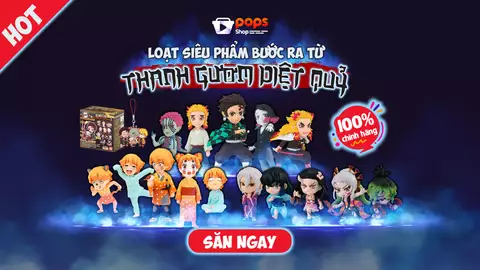 HOT
pops
Shop
LOẠT SIÊU PHẨM BƯỚC RA TỪ
THANH GƯƠM DIỆT QUỶ
100%
chính hãng
SĂN NGAY